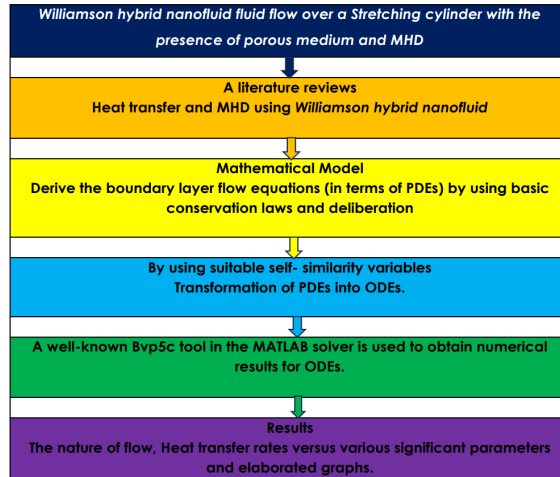 Williamson hybrid nanofluid fluid flow over a Stretching cylinder with the
presence of porous medium and MHD
A literature reviews
Heat transfer and MHD using Williamson hybrid nanofluid
Mathematical Model
Derive the boundary layer flow equations (in terms of PDEs) by using basic
conservation laws and deliberation
By using suitable self- similarity variables
Transformation of PDEs into ODEs.
A well-known Bvp5c tool in the MATLAB solver is used to obtain numerical
results for ODEs.
Results
The nature of flow, Heat transfer rates versus various significant parameters
and elaborated graphs.